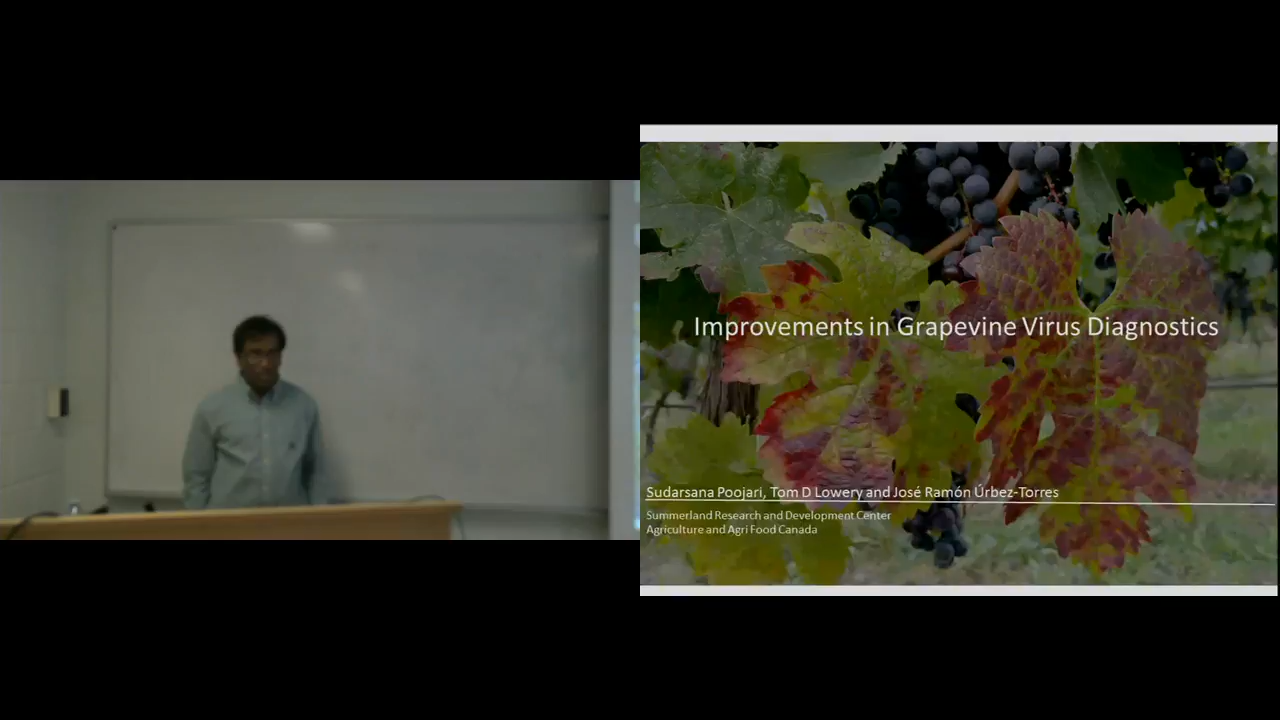 Improvements in Grapevine Virus Diagnostics
Sudarsana Poojari, Tom D Lowery and José Ramón Úrbez-Torres
Summerland Research and Development Center
Agriculture and Agri Food Canada